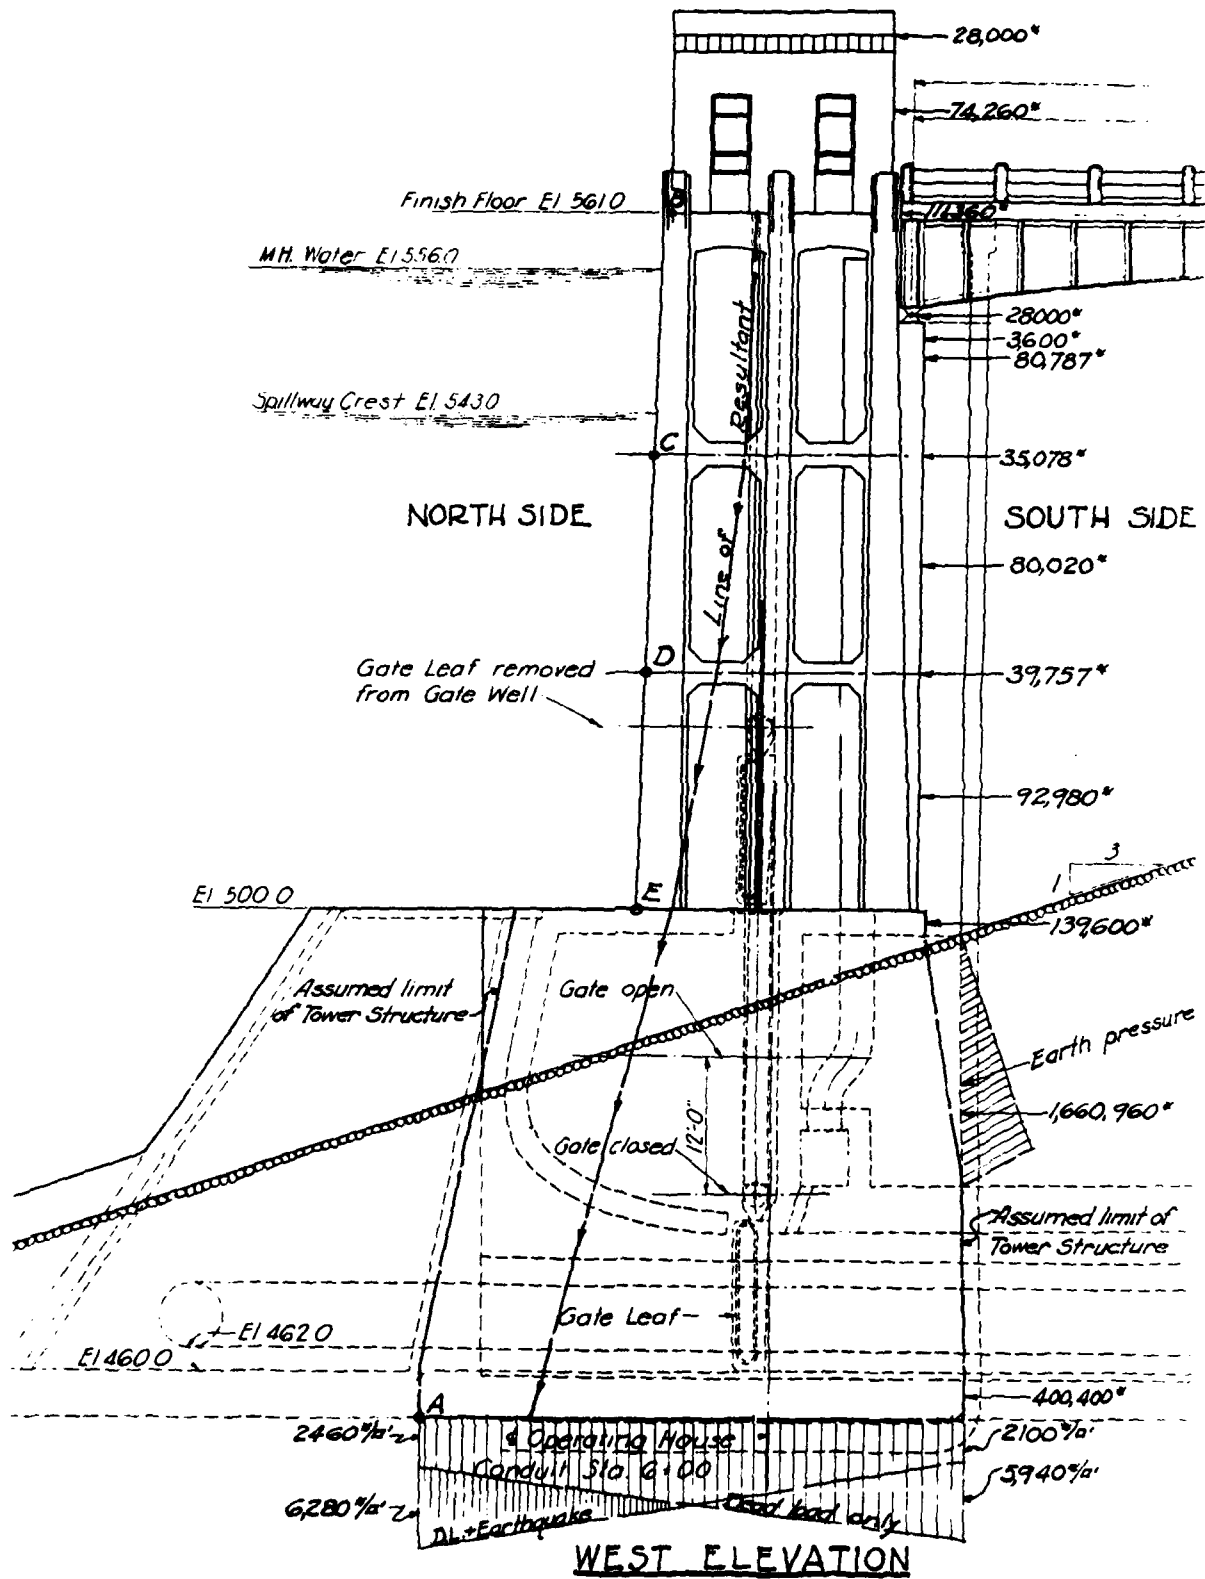 28,000#
74,260#
Finish Floor El 561.0
B
M.H. Water El 556.0
28000#
3,600#
80,787#
Resultant
Spillway Crest El. 543.0
C
35,078#
NORTH SIDE
SOUTH SIDE
80,020#
Line of
D
Gate Leaf removed
from Gate Well
39,757#
92,980#
3
1
El 500.0
E
139,600#
Assumed limit
of Tower Structure
Gate open
Earth pressure
1,660,960#
12'-0"
Gate closed
Assumed limit of
Tower Structure
Gate Leaf
El 462.0
El 460.0
400,400#
A
2460#/□'
℄ Operating House
2100#/□'
Conduit Sta. 6+00
5,940#/□'
6,280#/□'
D.L.+Earthquake
Dead load only
WEST ELEVATION